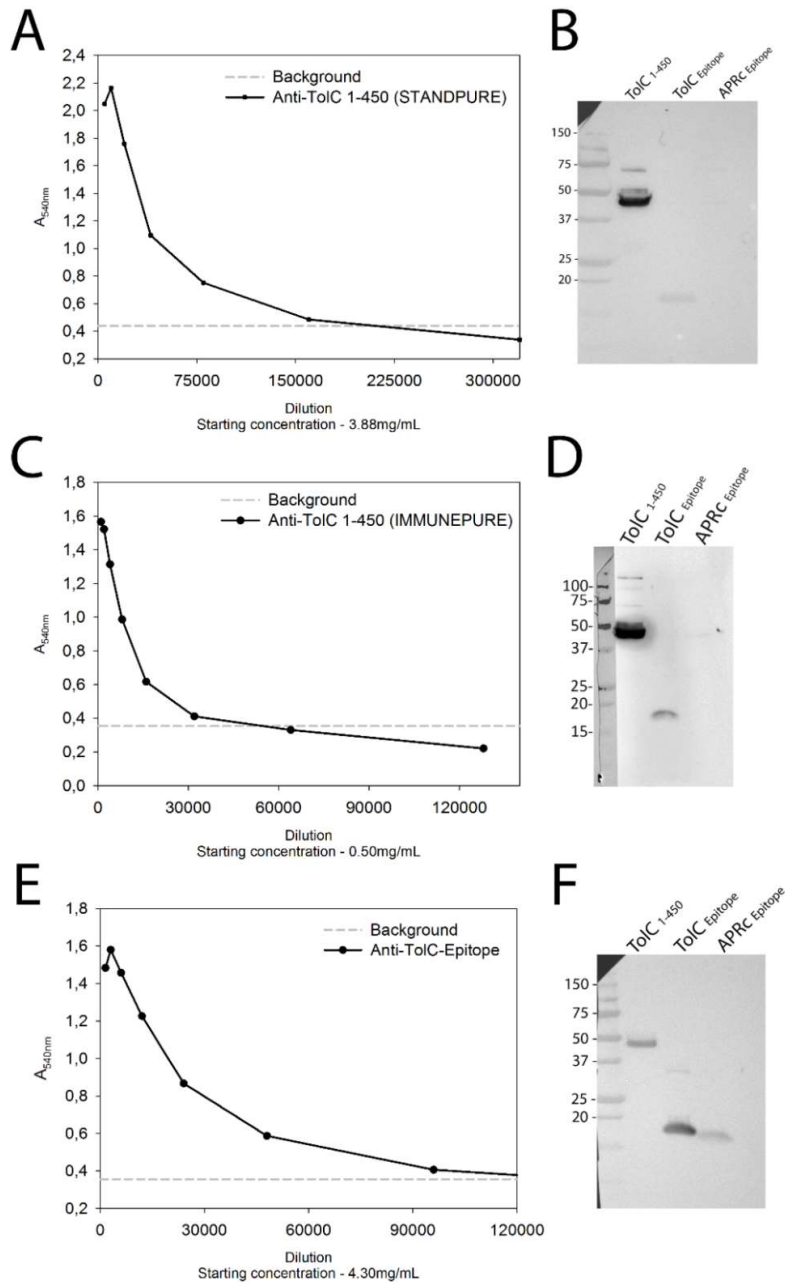 A
2,4
2,2
2,0
1,8
1,6
1,4
1,2
1,0
0,8
0,6
0,4
0,2
A540nm
Background
Anti-TolC 1-450 (STANDPURE)
0 75000 150000 225000 300000
Dilution
Starting concentration - 3.88mg/mL
B
TolC 1-450
TolC Epitope
APRc Epitope
150 -
75 -
50 -
37 -
25 -
20 -
C
1,8
1,6
1,4
1,2
1,0
0,8
0,6
0,4
0,2
0,0
A540nm
Background
Anti-TolC 1-450 (IMMUNEPURE)
0 30000 60000 90000 120000
Dilution
Starting concentration - 0.50mg/mL
D
TolC 1-450
TolC Epitope
APRc Epitope
100-
75-
50-
37-
25-
20-
15-
E
1,8
1,6
1,4
1,2
1,0
0,8
0,6
0,4
0,2
A540nm
Background
Anti-TolC-Epitope
0 30000 60000 90000 120000
Dilution
Starting concentration - 4.30mg/mL
F
TolC 1-450
TolC Epitope
APRc Epitope
150 -
75 -
50 -
37 -
25 -
20 -